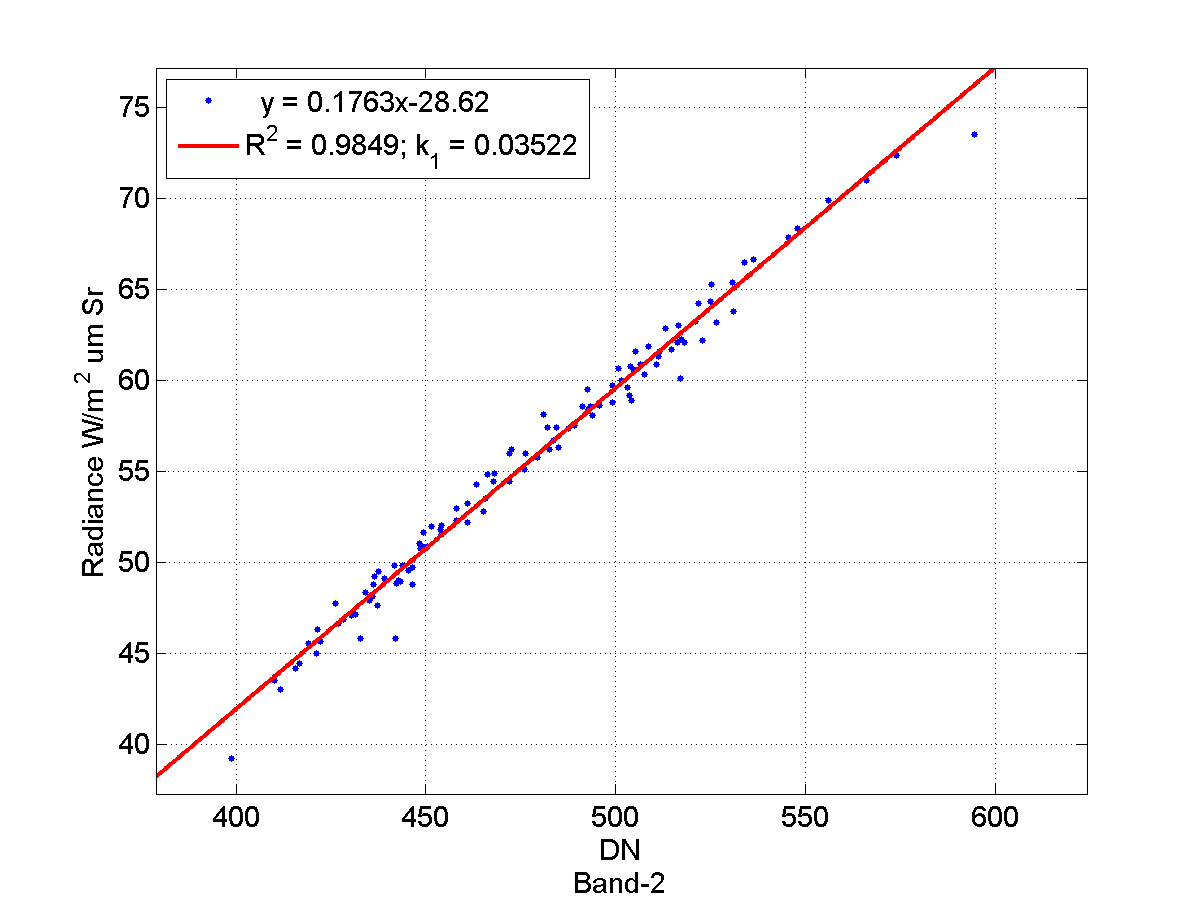 y = 0.1763x-28.62
R² = 0.9849; k₁ = 0.03522
75
70
65
60
55
50
45
40
Radiance W/m² um Sr
400 450 500 550 600
DN
Band-2